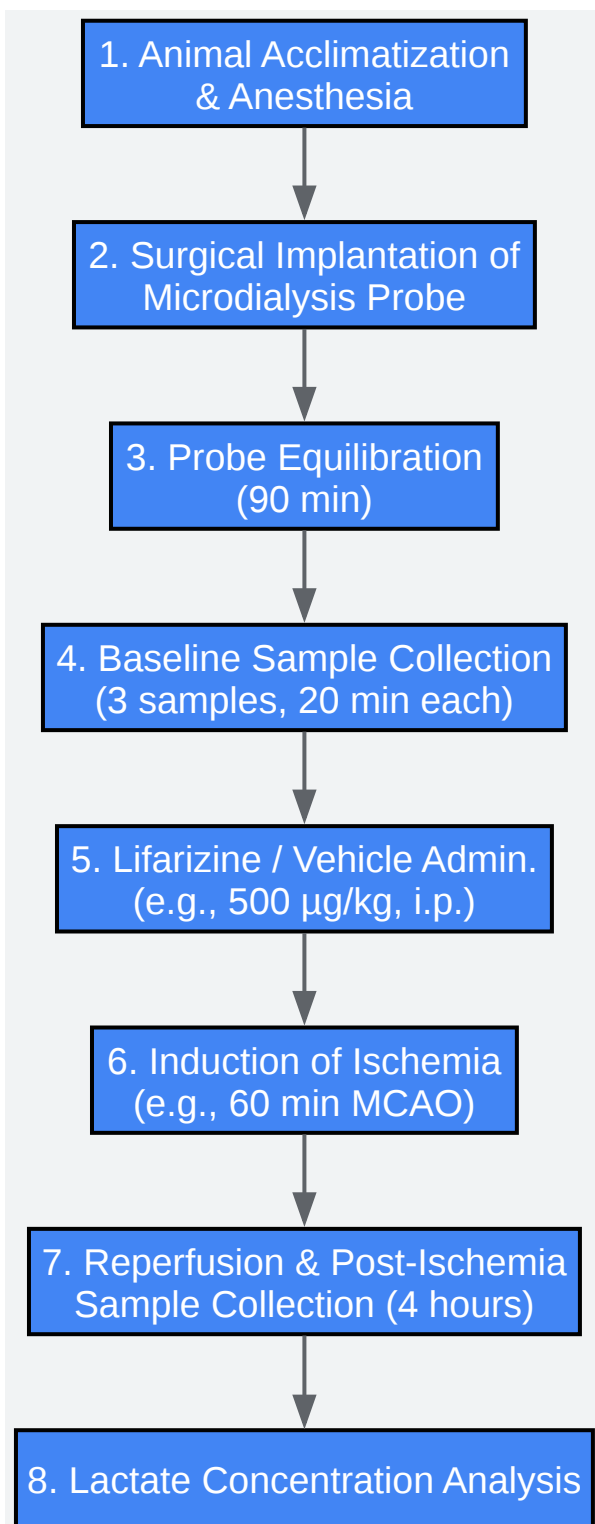 1. Animal Acclimatization
& Anesthesia
2. Surgical Implantation of
Microdialysis Probe
3. Probe Equilibration
(90 min)
4. Baseline Sample Collection
(3 samples, 20 min each)
5. Lifarizine / Vehicle Admin.
(e.g., 500 µg/kg, i.p.)
6. Induction of Ischemia
(e.g., 60 min MCAO)
7. Reperfusion & Post-Ischemia
Sample Collection (4 hours)
8. Lactate Concentration Analysis